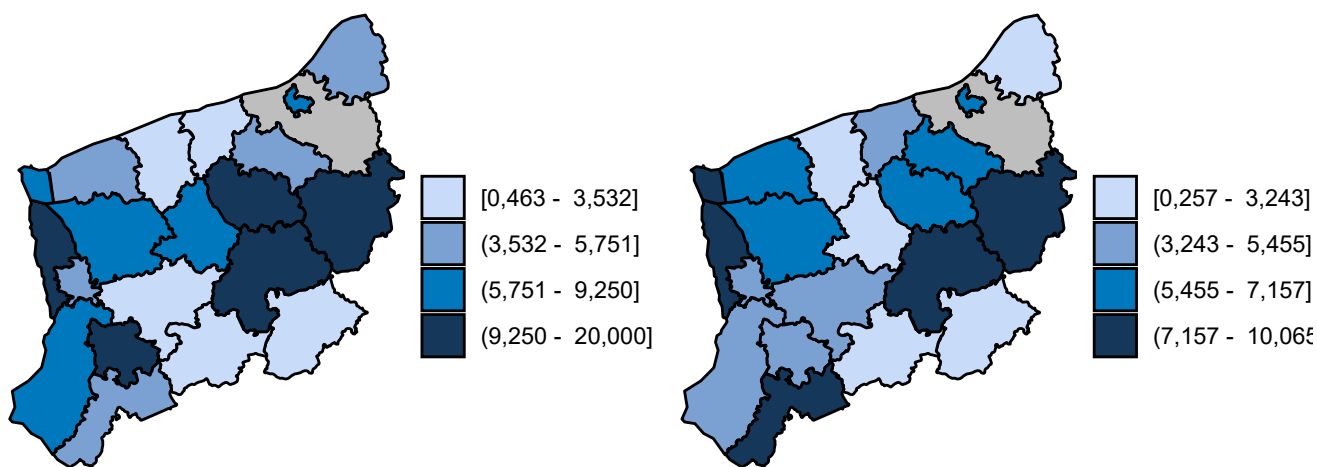 [0,463 - 3,532]
(3,532 - 5,751]
(5,751 - 9,250]
(9,250 - 20,000]
[0,257 - 3,243]
(3,243 - 5,455]
(5,455 - 7,157]
(7,157 - 10,065